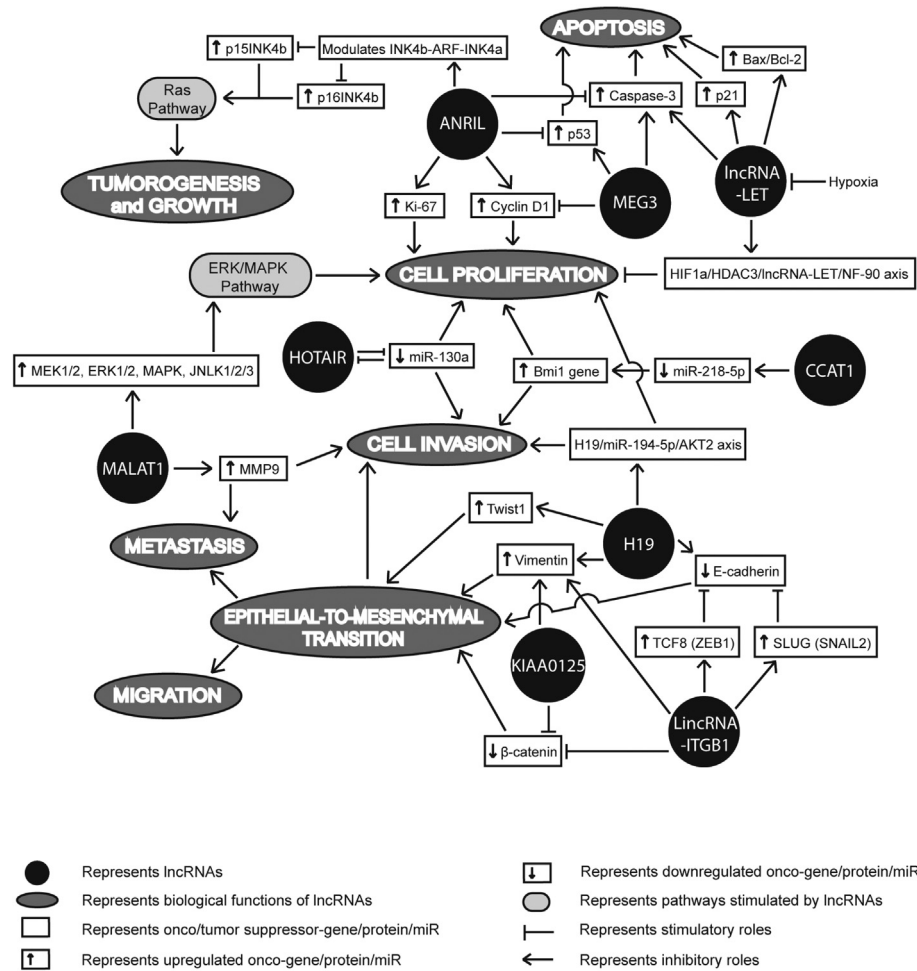 APOPTOSIS
↑ p15INK4b
Modulates INK4b-ARF-INK4a
↑ Bax/Bcl-2
Ras
Pathway
↑ p16INK4b
ANRIL
↑ Caspase-3
↑ p21
↑ p53
lncRNA
-LET
Hypoxia
TUMOROGENESIS
and GROWTH
MEG3
↑ Ki-67
↑ Cyclin D1
ERK/MAPK
Pathway
CELL PROLIFERATION
HIF1a/HDAC3/lncRNA-LET/NF-90 axis
HOTAIR
↓ miR-130a
↑ MEK1/2, ERK1/2, MAPK, JNLK1/2/3
↑ Bmi1 gene
↓ miR-218-5p
CCAT1
CELL INVASION
H19/miR-194-5p/AKT2 axis
MALAT1
↑ MMP9
↑ Twist1
H19
METASTASIS
↑ Vimentin
↓ E-cadherin
EPITHELIAL-TO-MESENCHYMAL
TRANSITION
↑ TCF8 (ZEB1)
↑ SLUG (SNAIL2)
KIAA0125
MIGRATION
LincRNA
-ITGB1
↓ β-catenin
Represents lncRNAs
↓ Represents downregulated onco-gene/protein/miR
Represents biological functions of lncRNAs
Represents pathways stimulated by lncRNAs
Represents onco/tumor suppressor-gene/protein/miR
Represents stimulatory roles
↑ Represents upregulated onco-gene/protein/miR
Represents inhibitory roles